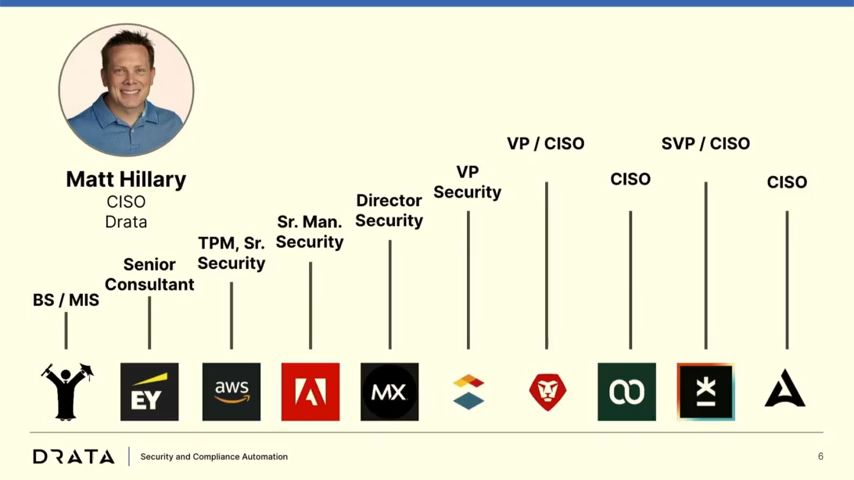 Matt Hillary
CISO
Drata
BS / MIS
Senior
Consultant
TPM, Sr.
Security
Sr. Man.
Security
Director
Security
VP
Security
VP / CISO
CISO
SVP / CISO
CISO
EY
aws
MX
DRATA
Security and Compliance Automation
6